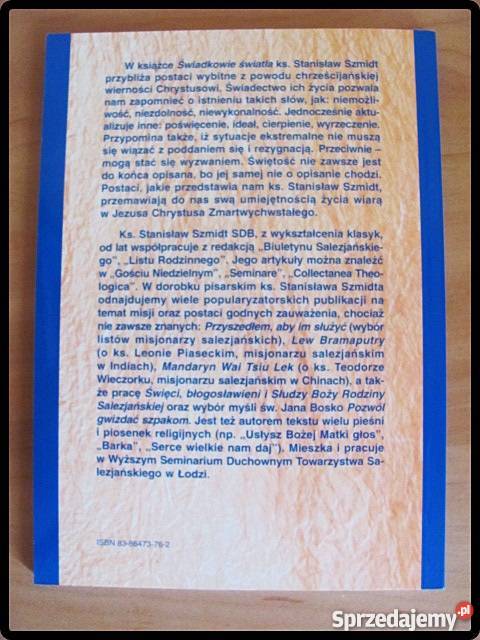 W książce Świadkowie światła ks. Stanisław Szmidt
przybliża postaci wybitne z powodu chrześcijańskiej
wierności Chrystusowi. Świadectwo ich życia pozwala
nam zapomnieć o istnieniu takich słów, jak: niemożli-
wość, niezdolność, niewykonalność. Jednocześnie aktu-
alizuje inne: poświęcenie, ideał, cierpienie, wyrzeczenie.
Przypomina także, iż sytuacje ekstremalne nie muszą
się wiązać z poddaniem się i rezygnacją. Przeciwnie -
mogą stać się wyzwaniem. Świętość nie zawsze jest
do końca opisana, bo jej samej nie o opisanie chodzi.
Postaci, jakie przedstawia nam ks. Stanisław Szmidt,
przemawiają do nas swą umiejętnością życia wiarą
w Jezusa Chrystusa Zmartwychwstałego.
Ks. Stanisław Szmidt SDB, z wykształcenia klasyk,
od lat współpracuje z redakcją „Biuletynu Salezjańskie-
go”, „Listu Rodzinnego”. Jego artykuły można znaleźć
w „Gościu Niedzielnym”, „Seminare”, „Collectanea Theo-
logica”. W dorobku pisarskim ks. Stanisława Szmidta
odnajdujemy wiele popularyzatorskich publikacji na
temat misji oraz postaci godnych zauważenia, chociaż
nie zawsze znanych: Przyszedłem, aby im służyć (wybór
listów misjonarzy salezjańskich), Lew Bramaputry
(o ks. Leonie Piaseckim, misjonarzu salezjańskim
w Indiach), Mandaryn Wai Tsiu Lek (o ks. Teodorze
Wieczorku, misjonarzu salezjańskim w Chinach), a tak-
że pracę Święci, błogosławieni i Słudzy Boży Rodziny
Salezjańskiej oraz wybór myśli św. Jana Bosko Pozwól
gwizdać szpakom. Jest też autorem tekstu wielu pieśni
i piosenek religijnych (np. „Usłysz Bożej Matki głos”,
„Barka”, „Serce wielkie nam daj”), Mieszka i pracuje
w Wyższym Seminarium Duchownym Towarzystwa Sa-
lezjańskiego w Łodzi.
ISBN 83-86473-76-2
Sprzedajemy.pl